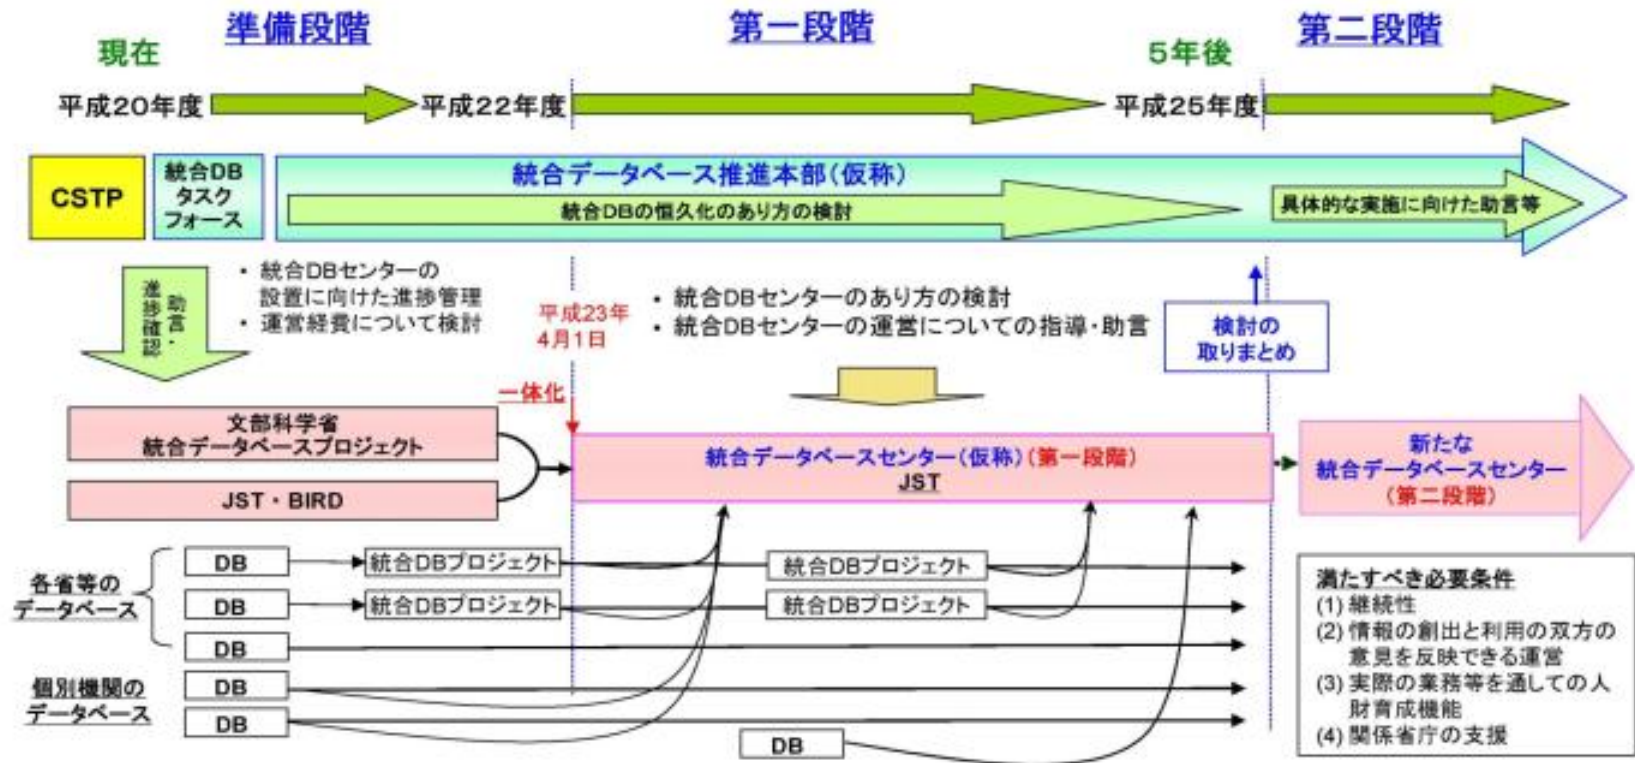 準備段階
第一段階
第二段階
現在
5年後
平成20年度
平成22年度
平成25年度
CSTP
統合DB
タスク
フォース
統合データベース推進本部(仮称)
統合DBの恒久化のあり方の検討
具体的な実施に向けた助言等
助言・
進捗確認
・ 統合DBセンターの
設置に向けた進捗管理
・ 運営経費について検討
平成23年
4月1日
・ 統合DBセンターのあり方の検討
・ 統合DBセンターの運営についての指導・助言
検討の
取りまとめ
一体化
文部科学省
統合データベースプロジェクト
JST・BIRD
統合データベースセンター(仮称)(第一段階)
JST
新たな
統合データベースセンター
(第二段階)
各省等の
データベース
DB
統合DBプロジェクト
統合DBプロジェクト
DB
統合DBプロジェクト
統合DBプロジェクト
DB
個別機関の
データベース
DB
DB
DB
満たすべき必要条件
(1) 継続性
(2) 情報の創出と利用の双方の
意見を反映できる運営
(3) 実際の業務等を通しての人
財育成機能
(4) 関係省庁の支援